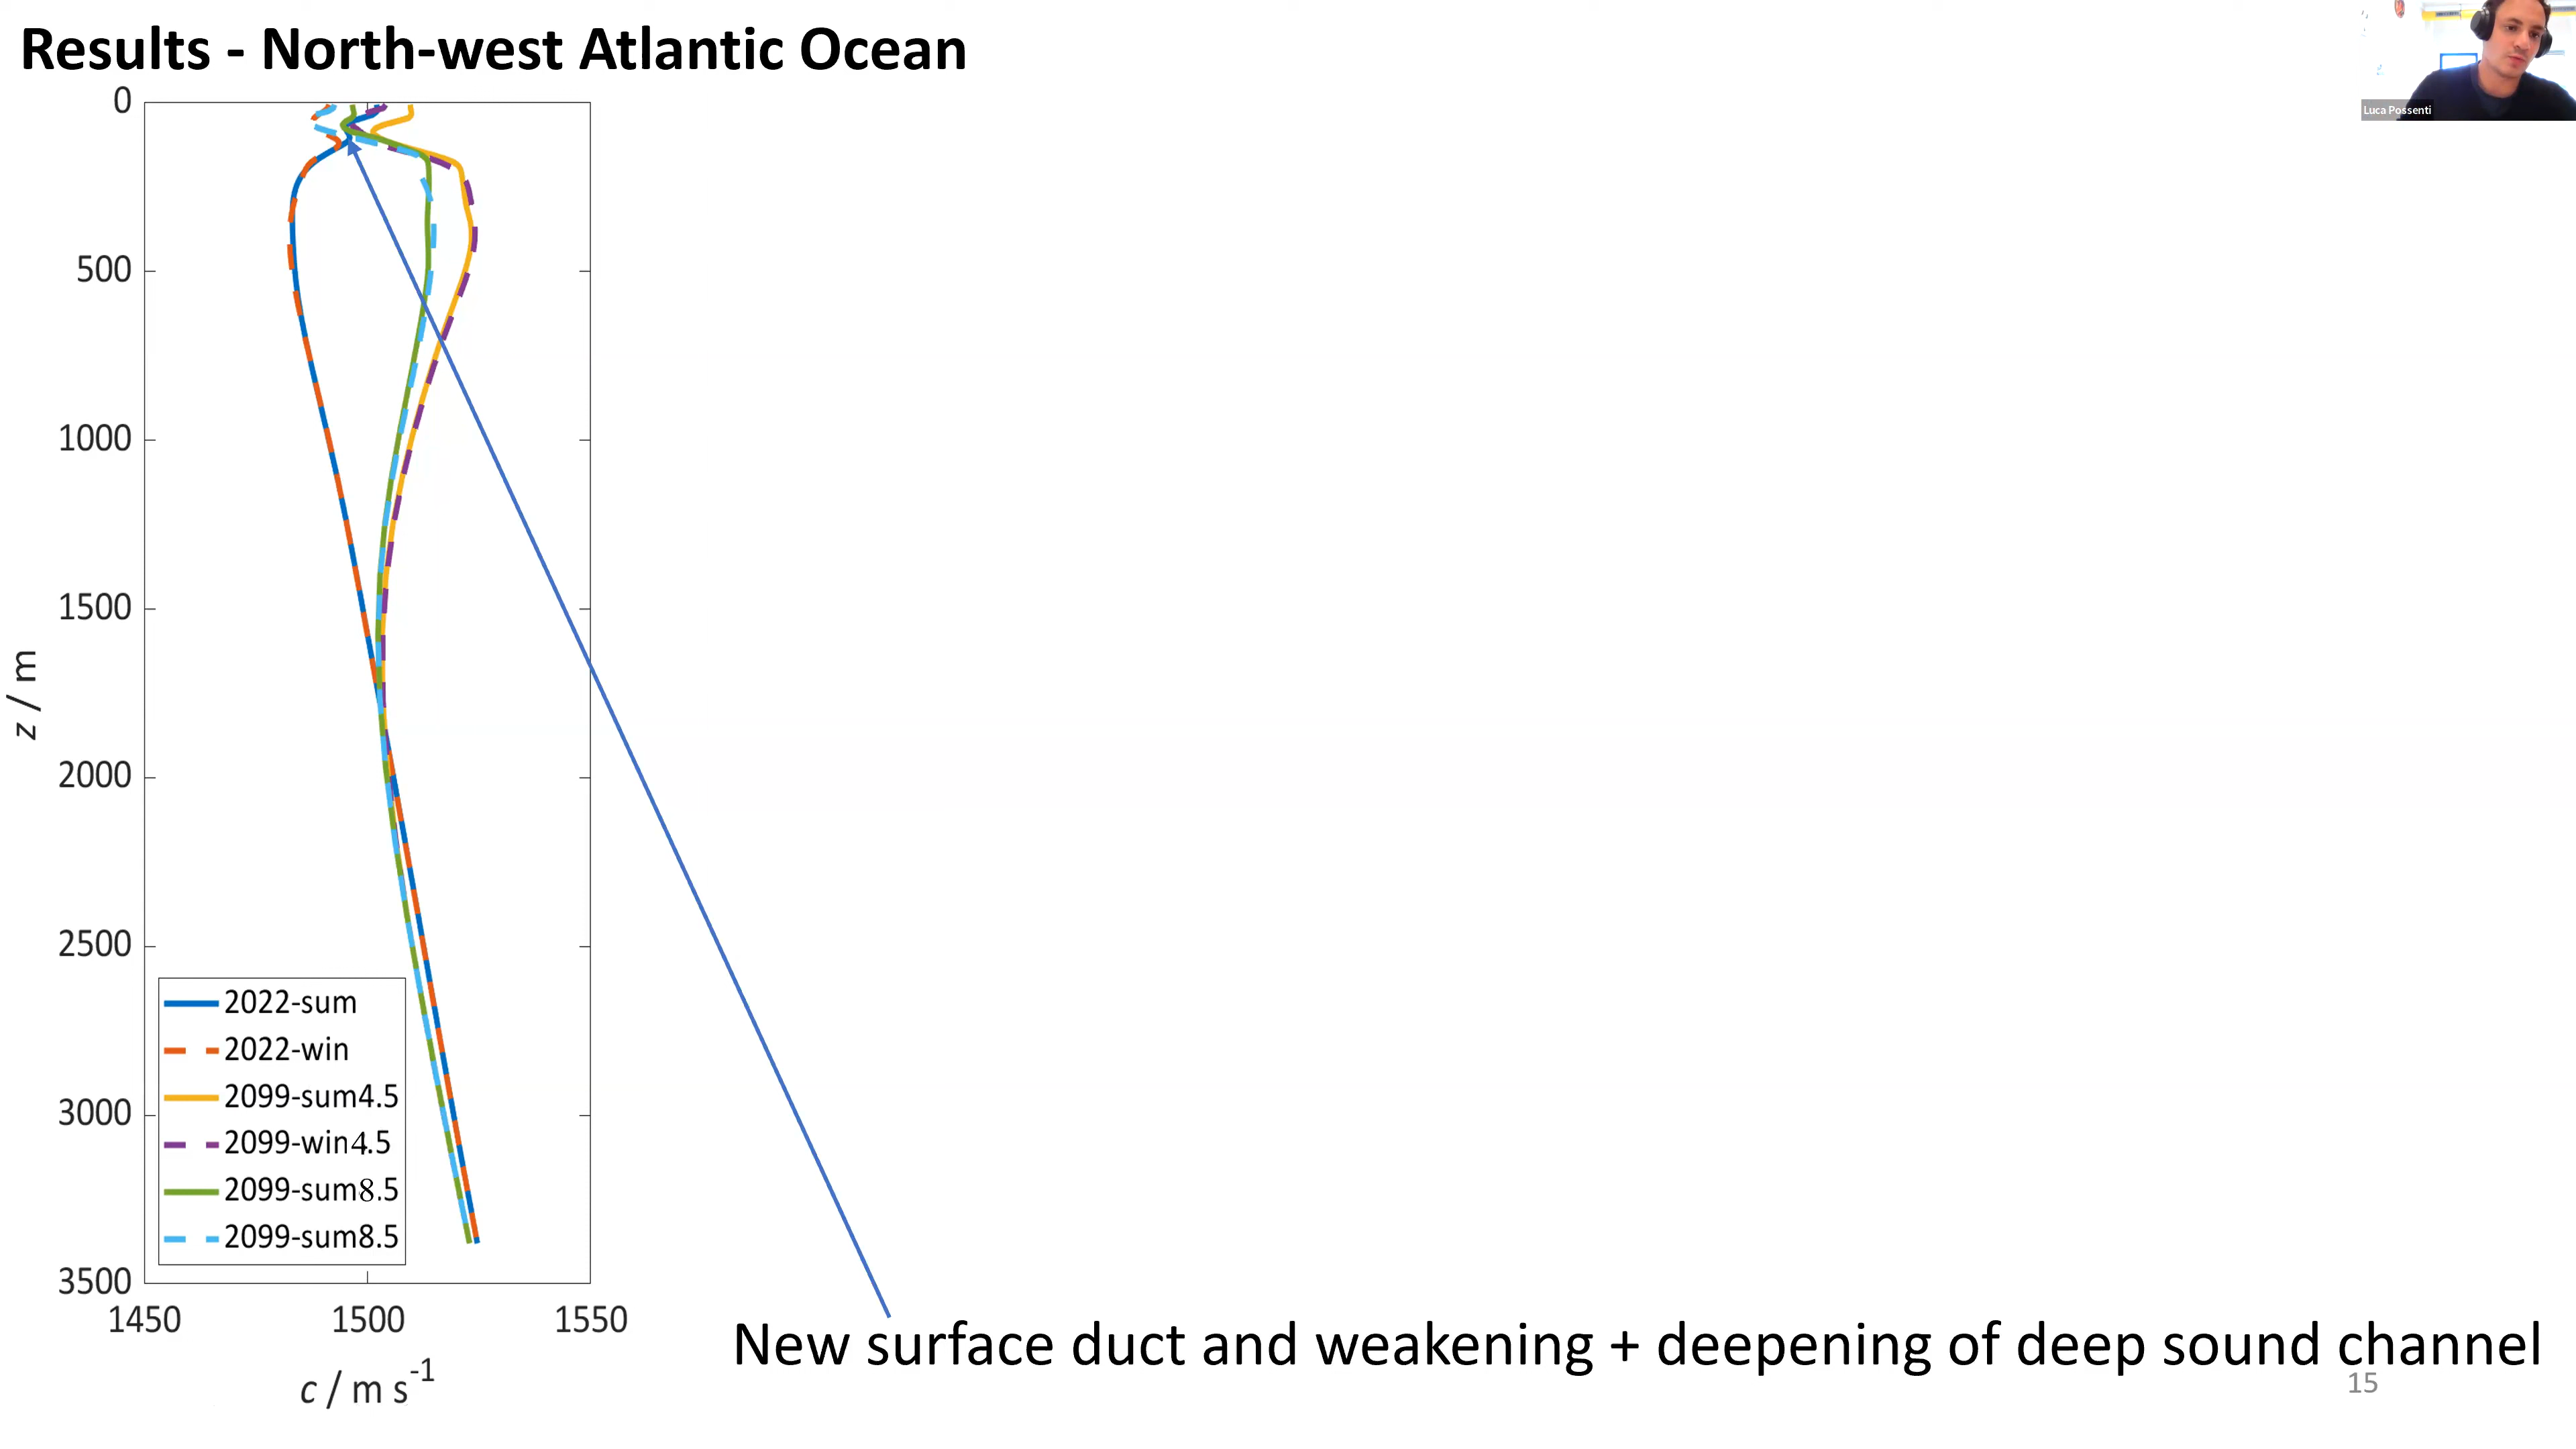 Results - North-west Atlantic Ocean
Luca Possenti
0
500
1000
1500
2000
2500
3000
3500
z / m
2022-sum
2022-win
2099-sum4.5
2099-win4.5
2099-sum8.5
2099-sum8.5
1450 1500 1550
c / m s⁻¹
New surface duct and weakening + deepening of deep sound channel
15